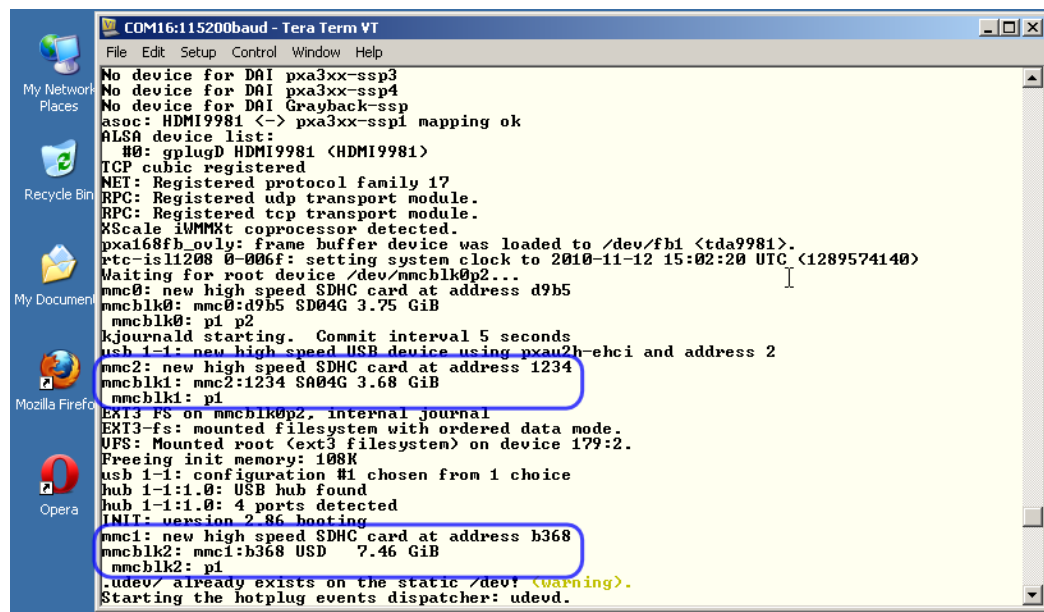 COM16:115200baud - Tera Term VT
File Edit Setup Control Window Help
My Network Places
Recycle Bin
My Documen
Mozilla Firefo
Opera
No device for DAI pxa3xx-ssp3
No device for DAI pxa3xx-ssp4
No device for DAI Grayback-ssp
asoc: HDMI9981 <-> pxa3xx-ssp1 mapping ok
ALSA device list:
#0: gplugD HDMI9981 (HDMI9981)
TCP cubic registered
NET: Registered protocol family 17
RPC: Registered udp transport module.
RPC: Registered tcp transport module.
XScale iWMMXt coprocessor detected.
pxa168fb_ovly: frame buffer device was loaded to /dev/fb1 <tda9981>.
rtc-isl1208 0-006f: setting system clock to 2010-11-12 15:02:20 UTC (1289574140)
Waiting for root device /dev/mmcblk0p2...
mmc0: new high speed SDHC card at address d9b5
mmcblk0: mmc0:d9b5 SD04G 3.75 GiB
mmcblk0: p1 p2
kjournald starting. Commit interval 5 seconds
usb 1-1: new high speed USB device using pxau2h-ehci and address 2
mmc2: new high speed SDHC card at address 1234
mmcblk1: mmc2:1234 SA04G 3.68 GiB
mmcblk1: p1
EXT3 FS on mmcblk0p2, internal journal
EXT3-fs: mounted filesystem with ordered data mode.
VFS: Mounted root (ext3 filesystem) on device 179:2.
Freeing init memory: 108K
usb 1-1: configuration #1 chosen from 1 choice
hub 1-1:1.0: USB hub found
hub 1-1:1.0: 4 ports detected
INIT: version 2.86 booting
mmc1: new high speed SDHC card at address b368
mmcblk2: mmc1:b368 USD 7.46 GiB
mmcblk2: p1
.udev/ already exists on the static /dev! (warning).
Starting the hotplug events dispatcher: udevd.